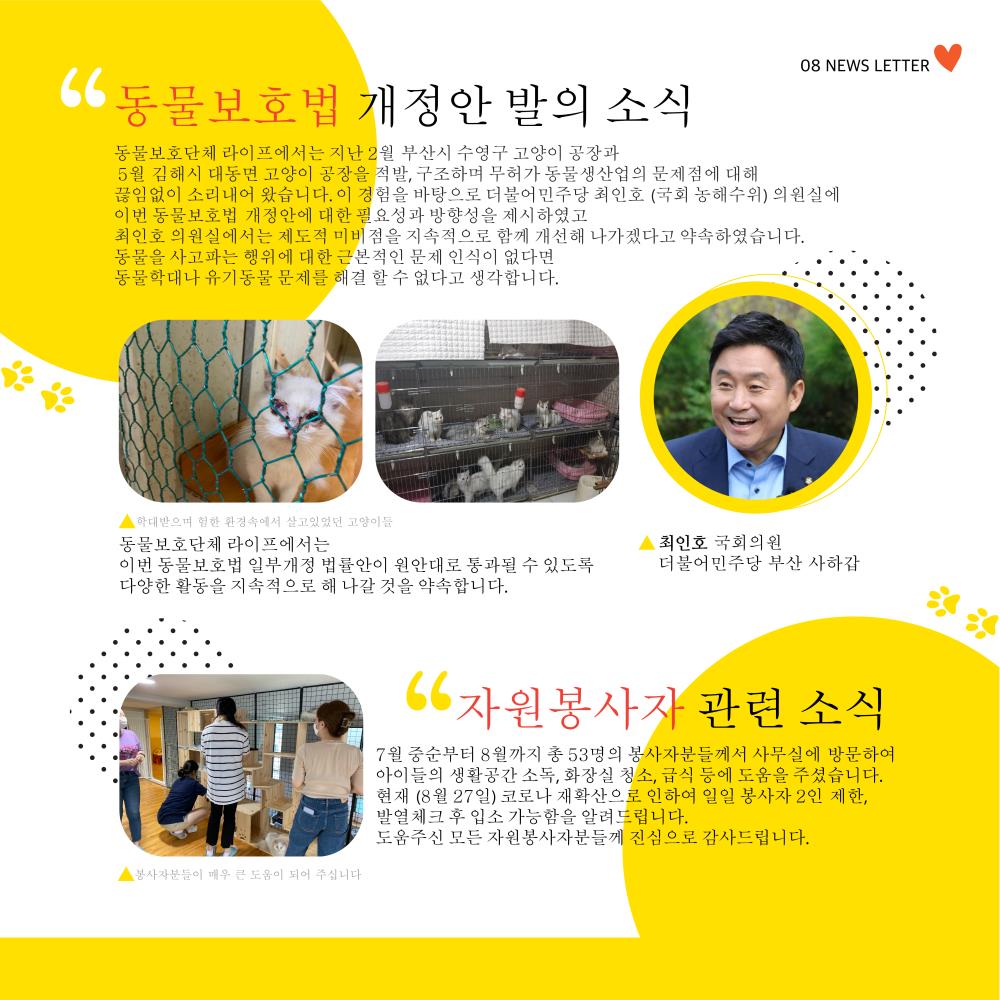 08 NEWS LETTER
“동물보호법 개정안 발의 소식
동물보호단체 라이프에서는 지난 2월 부산시 수영구 고양이 공장과
5월 김해시 대동면 고양이 공장을 적발, 구조하며 무허가 동물생산업의 문제점에 대해
끊임없이 소리내어 왔습니다. 이 경험을 바탕으로 더불어민주당 최인호 (국회 농해수위) 의원실에
이번 동물보호법 개정안에 대한 필요성과 방향성을 제시하였고
최인호 의원실에서는 제도적 미비점을 지속적으로 함께 개선해 나가겠다고 약속하였습니다.
동물을 사고파는 행위에 대한 근본적인 문제 인식이 없다면
동물학대나 유기동물 문제를 해결 할 수 없다고 생각합니다.
▲학대받으며 험한 환경속에서 살고있었던 고양이들
동물보호단체 라이프에서는
이번 동물보호법 일부개정 법률안이 원안대로 통과될 수 있도록
다양한 활동을 지속적으로 해 나갈 것을 약속합니다.
▲최인호 국회의원
더불어민주당 부산 사하갑
“자원봉사자 관련 소식
7월 중순부터 8월까지 총 53명의 봉사자분들께서 사무실에 방문하여
아이들의 생활공간 소독, 화장실 청소, 급식 등에 도움을 주셨습니다.
현재 (8월 27일) 코로나 재확산으로 인하여 일일 봉사자 2인 제한,
발열체크 후 입소 가능함을 알려드립니다.
도움주신 모든 자원봉사자분들께 진심으로 감사드립니다.
▲봉사자분들이 매우 큰 도움이 되어 주십니다